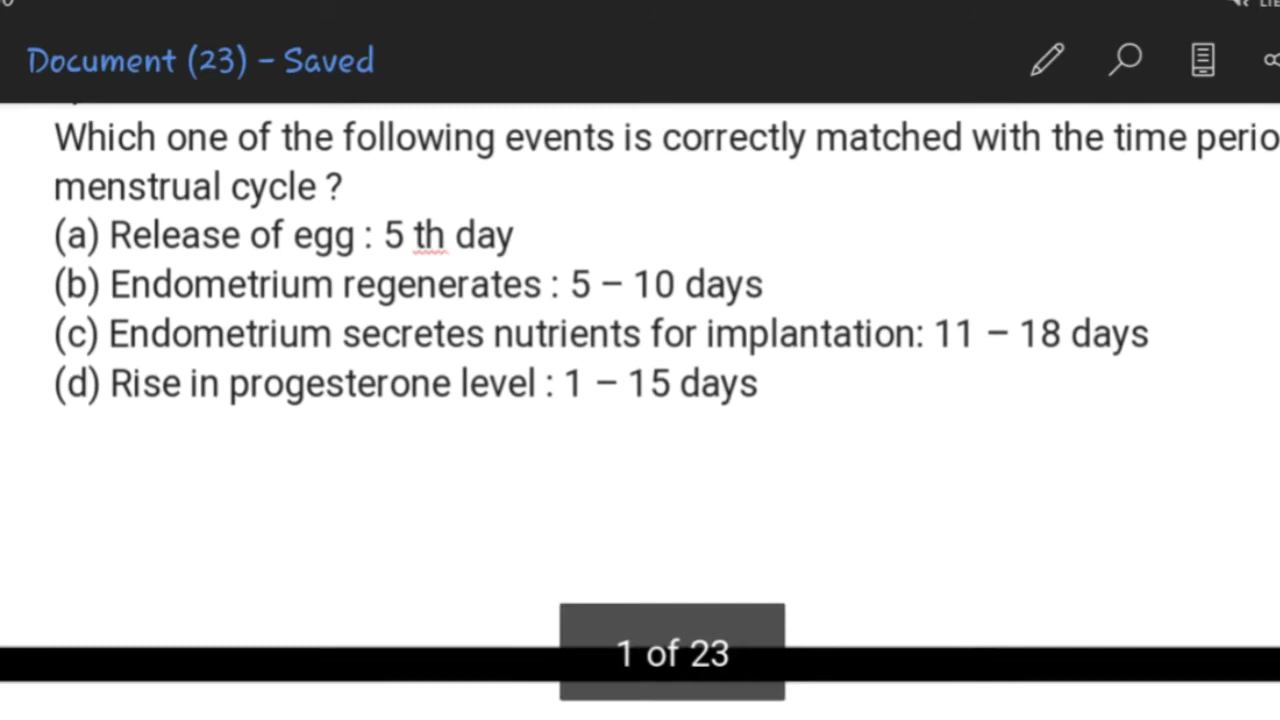 Document (23) – Saved
Which one of the following events is correctly matched with the time perio
menstrual cycle ?
(a) Release of egg : 5 th day
(b) Endometrium regenerates : 5 – 10 days
(c) Endometrium secretes nutrients for implantation: 11 – 18 days
(d) Rise in progesterone level : 1 – 15 days
1 of 23